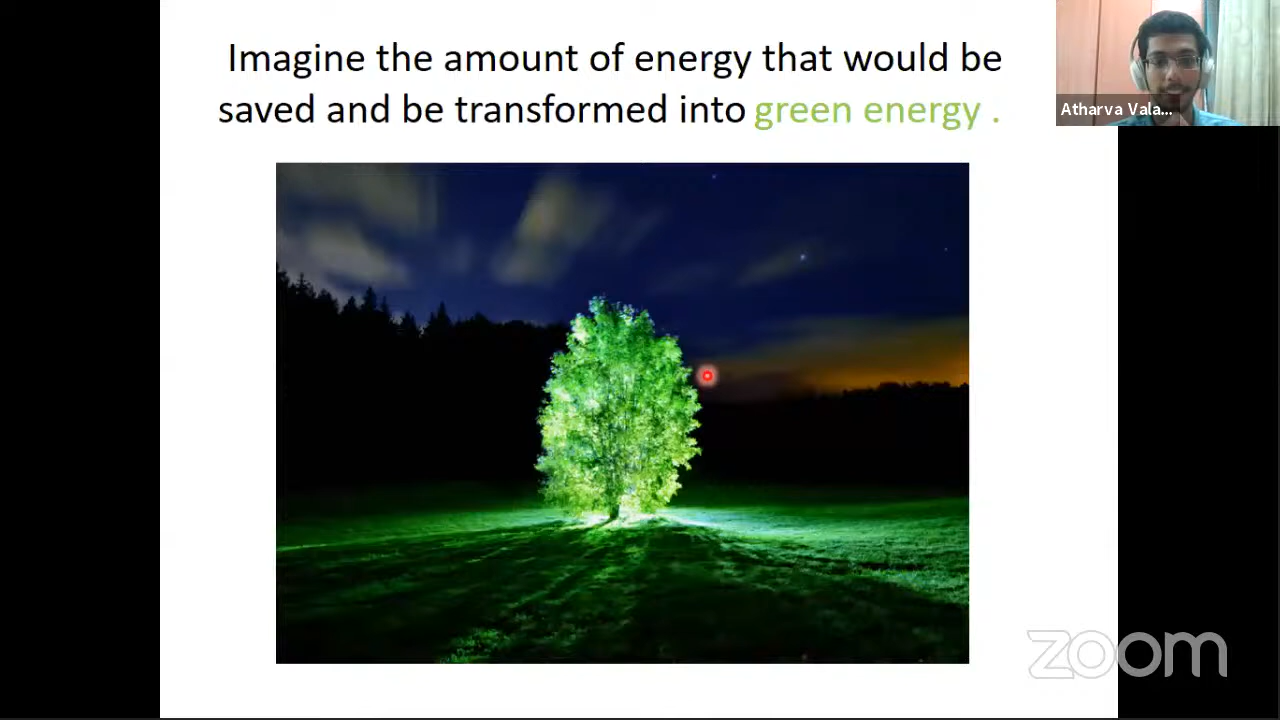 Imagine the amount of energy that would be
saved and be transformed into green energy .
Atharva Vala...
zoom